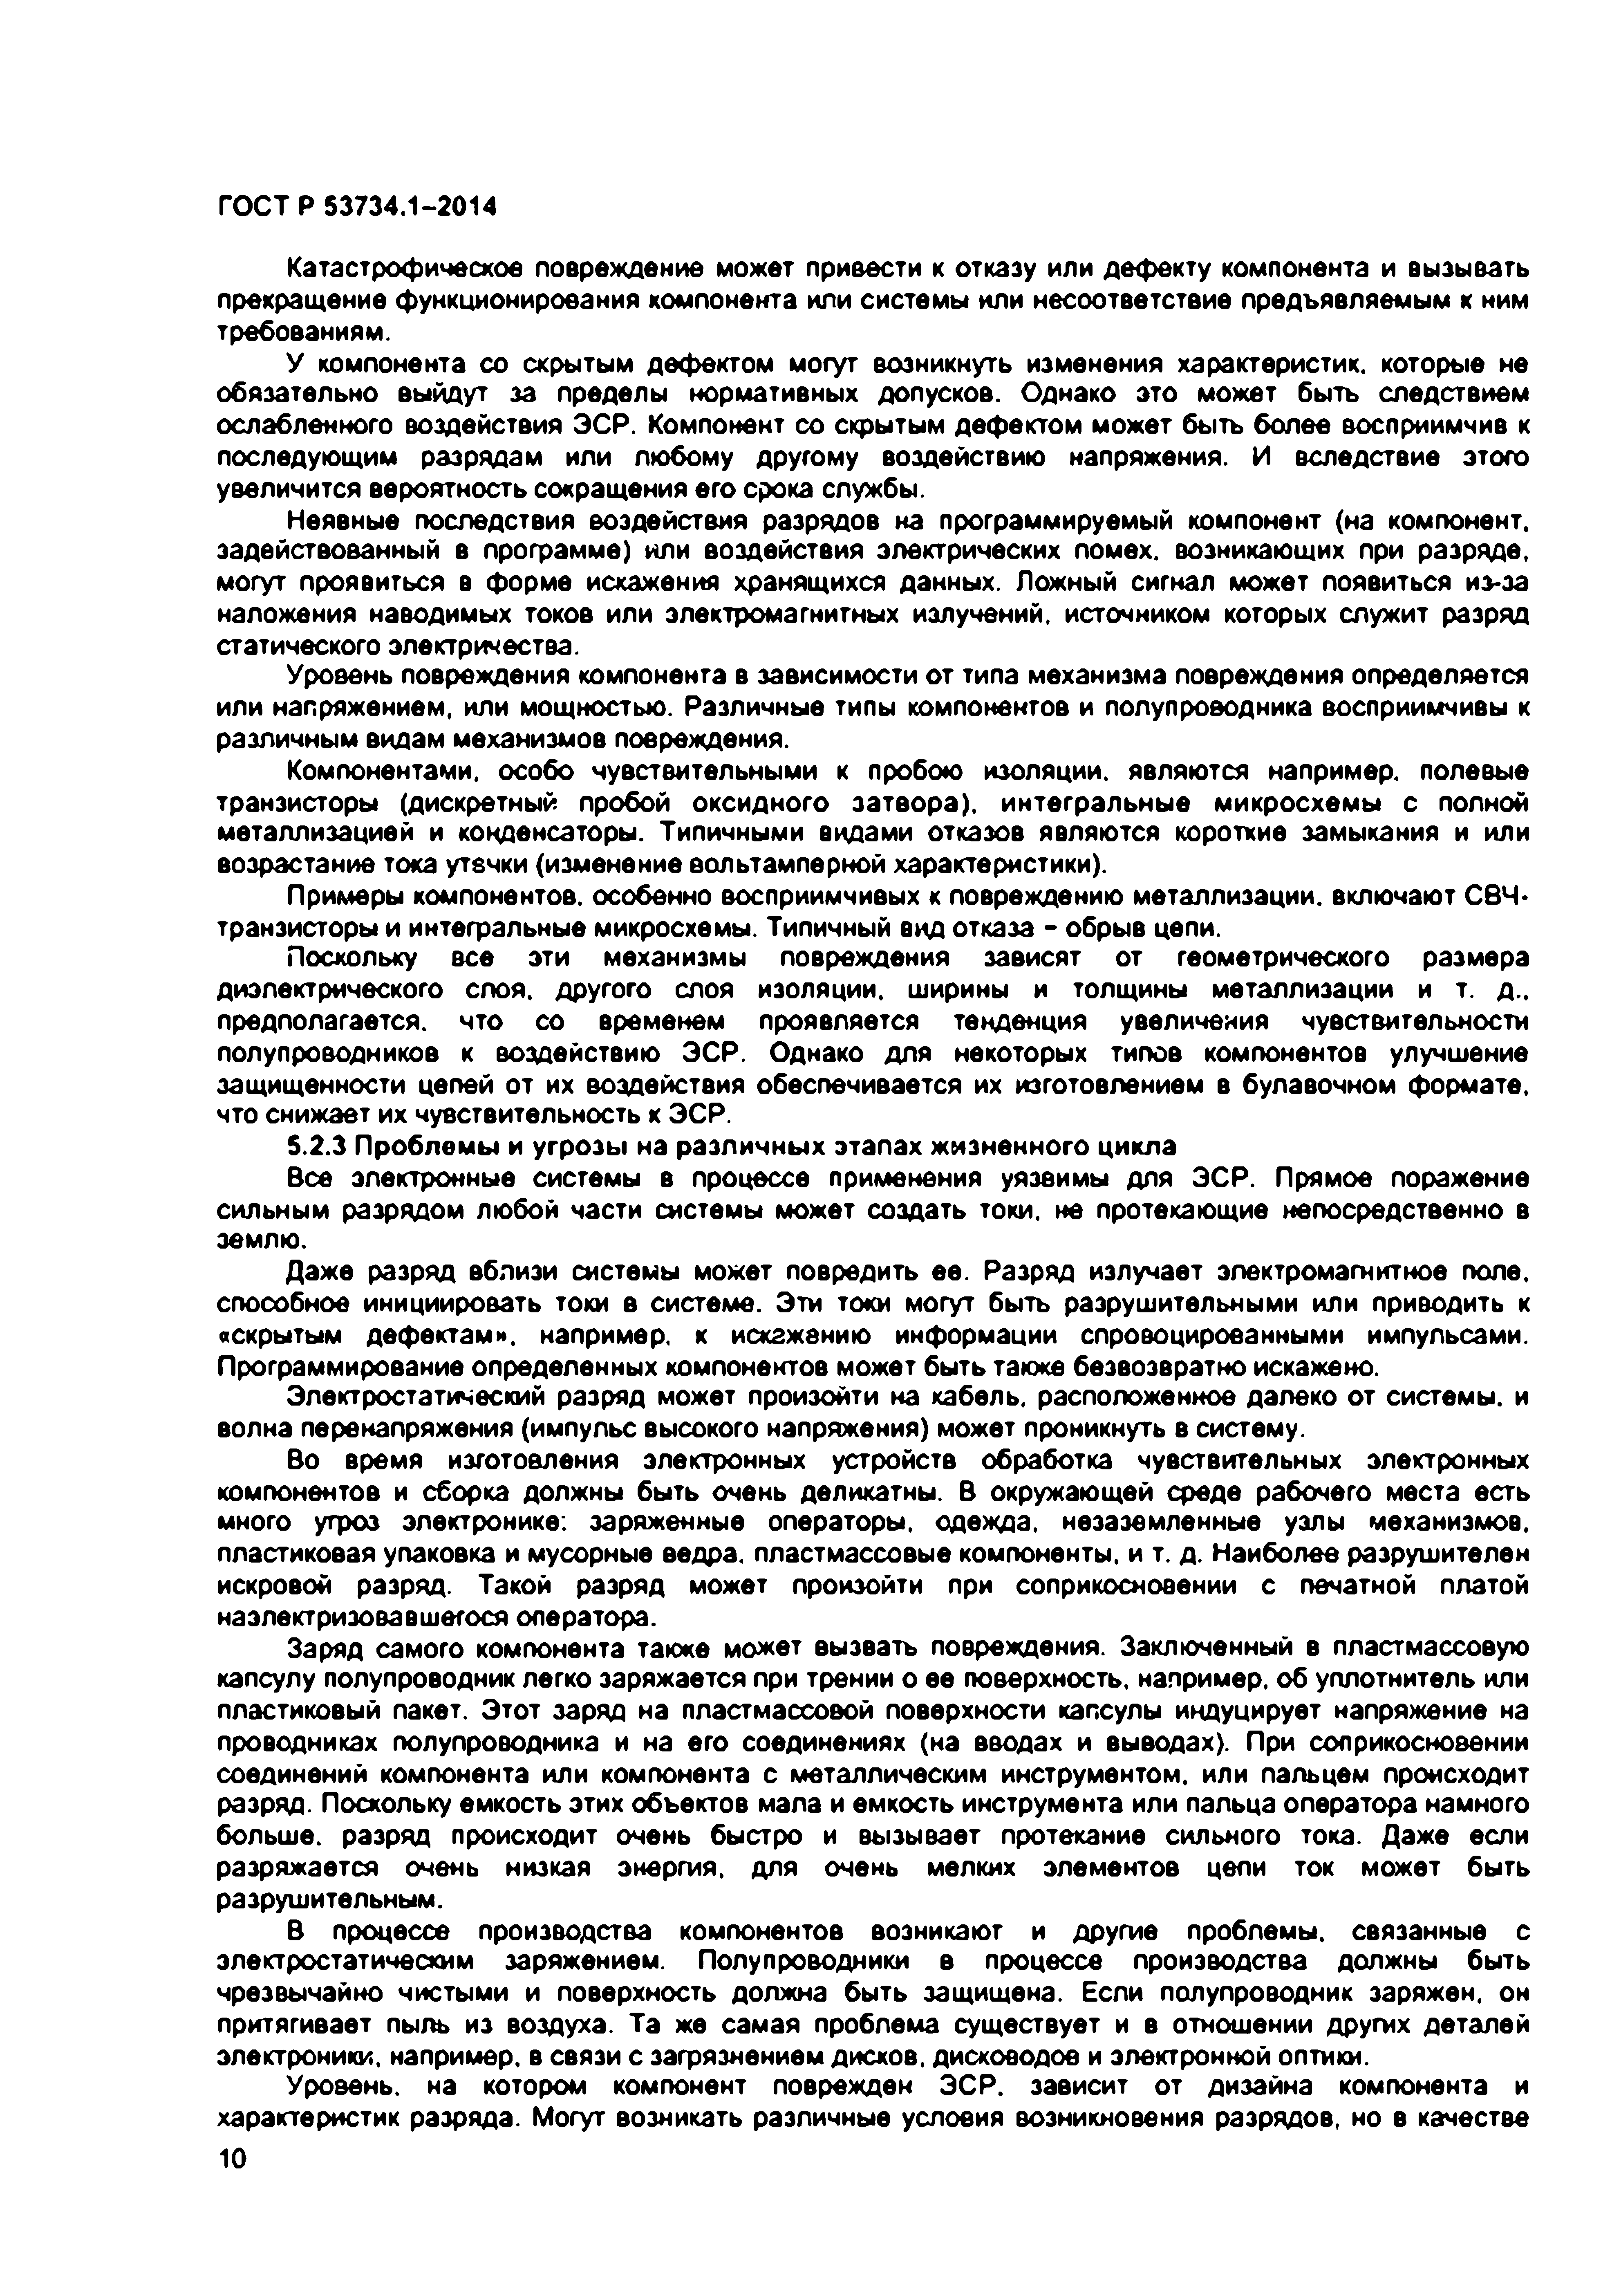 ГОСТ Р 53734.1–2014
Катастрофическое повреждение может привести к отказу или дефекту компонента и вызывать
прекращение функционирования компонента или системы или несоответствие предъявляемым к ним
требованиям.
У компонента со скрытым дефектом могут возникнуть изменения характеристик, которые не
обязательно выйдут за пределы нормативных допусков. Однако это может быть следствием
ослабленного воздействия ЭСР. Компонент со скрытым дефектом может быть более восприимчив к
последующим разрядам или любому другому воздействию напряжения. И вследствие этого
увеличится вероятность сокращения его срока службы.
Неявные последствия воздействия разрядов на программируемый компонент (на компонент,
задействованный в программе) или воздействия электрических помех, возникающих при разряде,
могут проявиться в форме искажения хранящихся данных. Ложный сигнал может появиться из-за
наложения наводимых токов или электромагнитных излучений, источником которых служит разряд
статического электричества.
Уровень повреждения компонента в зависимости от типа механизма повреждения определяется
или напряжением, или мощностью. Различные типы компонентов и полупроводника восприимчивы к
различным видам механизмов повреждения.
Компонентами, особо чувствительными к пробою изоляции, являются например, полевые
транзисторы (дискретный пробой оксидного затвора), интегральные микросхемы с полной
металлизацией и конденсаторы. Типичными видами отказов являются короткие замыкания и или
возрастание тока утечки (изменение вольтамперной характеристики).
Примеры компонентов, особенно восприимчивых к повреждению металлизации, включают СВЧ-
транзисторы и интегральные микросхемы. Типичный вид отказа – обрыв цепи.
Поскольку все эти механизмы повреждения зависят от геометрического размера
диэлектрического слоя, другого слоя изоляции, ширины и толщины металлизации и т. д.,
предполагается, что со временем проявляется тенденция увеличения чувствительности
полупроводников к воздействию ЭСР. Однако для некоторых типов компонентов улучшение
защищенности цепей от их воздействия обеспечивается их изготовлением в булавочном формате,
что снижает их чувствительность к ЭСР.
5.2.3 Проблемы и угрозы на различных этапах жизненного цикла
Все электронные системы в процессе применения уязвимы для ЭСР. Прямое поражение
сильным разрядом любой части системы может создать токи, не протекающие непосредственно в
землю.
Даже разряд вблизи системы может повредить ее. Разряд излучает электромагнитное поле,
способное инициировать токи в системе. Эти токи могут быть разрушительными или приводить к
«скрытым дефектам», например, к искажению информации спровоцированными импульсами.
Программирование определенных компонентов может быть также безвозвратно искажено.
Электростатический разряд может произойти на кабель, расположенное далеко от системы, и
волна перенапряжения (импульс высокого напряжения) может проникнуть в систему.
Во время изготовления электронных устройств обработка чувствительных электронных
компонентов и сборка должны быть очень деликатны. В окружающей среде рабочего места есть
много угроз электронике: заряженные операторы, одежда, незаземленные узлы механизмов,
пластиковая упаковка и мусорные ведра, пластмассовые компоненты, и т. д. Наиболее разрушителен
искровой разряд. Такой разряд может произойти при соприкосновении с печатной платой
наэлектризовавшегося оператора.
Заряд самого компонента также может вызвать повреждения. Заключенный в пластмассовую
капсулу полупроводник легко заряжается при трении о ее поверхность, например, об уплотнитель или
пластиковый пакет. Этот заряд на пластмассовой поверхности капсулы индуцирует напряжение на
проводниках полупроводника и на его соединениях (на вводах и выводах). При соприкосновении
соединений компонента или компонента с металлическим инструментом, или пальцем происходит
разряд. Поскольку емкость этих объектов мала и емкость инструмента или пальца оператора намного
больше, разряд происходит очень быстро и вызывает протекание сильного тока. Даже если
разряжается очень низкая энергия, для очень мелких элементов цепи ток может быть
разрушительным.
В процессе производства компонентов возникают и другие проблемы, связанные с
электростатическим заряжением. Полупроводники в процессе производства должны быть
чрезвычайно чистыми и поверхность должна быть защищена. Если полупроводник заряжен, он
притягивает пыль из воздуха. Та же самая проблема существует и в отношении других деталей
электроники, например, в связи с загрязнением дисков, дисководов и электронной оптики.
Уровень, на котором компонент поврежден ЭСР, зависит от дизайна компонента и
характеристик разряда. Могут возникать различные условия возникновения разрядов, но в качестве
10